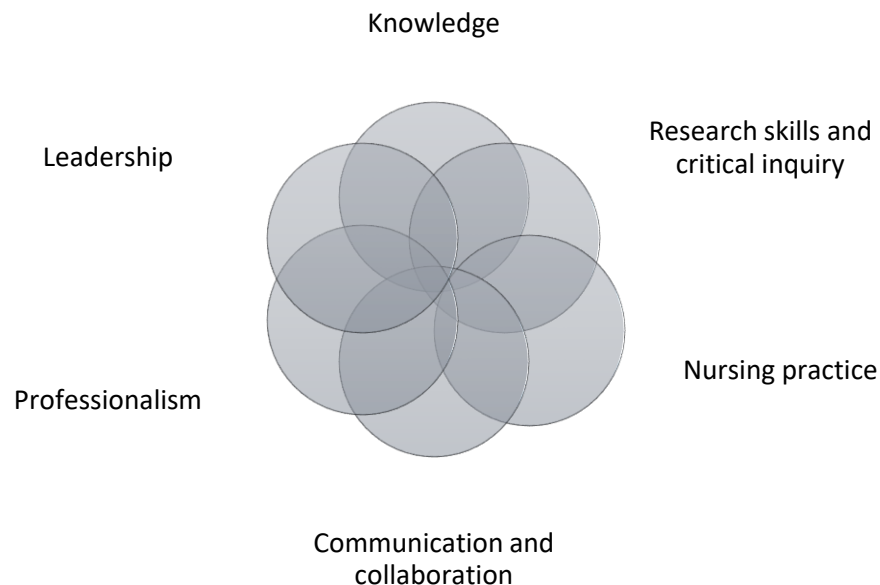 Knowledge
Leadership
Research skills and
critical inquiry
Nursing practice
Professionalism
Communication and
collaboration